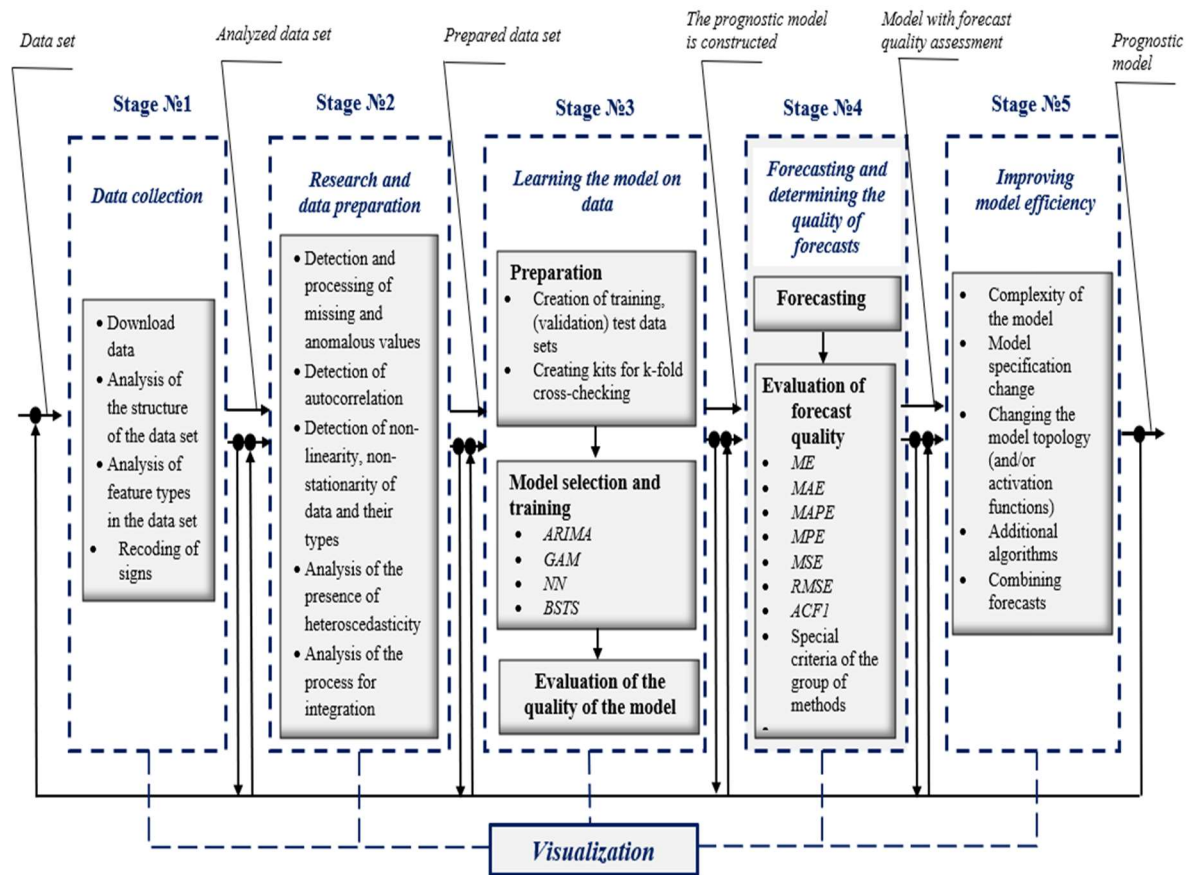 Data set
Analyzed data set
Prepared data set
The prognostic model
is constructed
Model with forecast
quality assessment
Prognostic
model
Stage №1
Data collection
• Download
data
• Analysis of
the structure
of the data set
• Analysis of
feature types
in the data set
• Recoding of
signs
Stage №2
Research and
data preparation
• Detection and
processing of
missing and
anomalous values
• Detection of
autocorrelation
• Detection of non-
linearity, non-
stationarity of
data and their
types
• Analysis of the
presence of
heteroscedasticity
• Analysis of the
process for
integration
Stage №3
Learning the model on
data
Preparation
• Creation of training,
(validation) test data
sets
• Creating kits for k-fold
cross-checking
Model selection and
training
• ARIMA
• GAM
• NN
• BSTS
Evaluation of the
quality of the model
Stage №4
Forecasting and
determining the
quality of
forecasts
Forecasting
Evaluation of
forecast
quality
• ME
• MAE
• MAPE
• MPE
• MSE
• RMSE
• ACF1
• Special
criteria of the
group of
methods
Stage №5
Improving
model efficiency
• Complexity of
the model
• Model
specification
change
• Changing the
model topology
(and/or
activation
functions)
• Additional
algorithms
• Combining
forecasts
Visualization